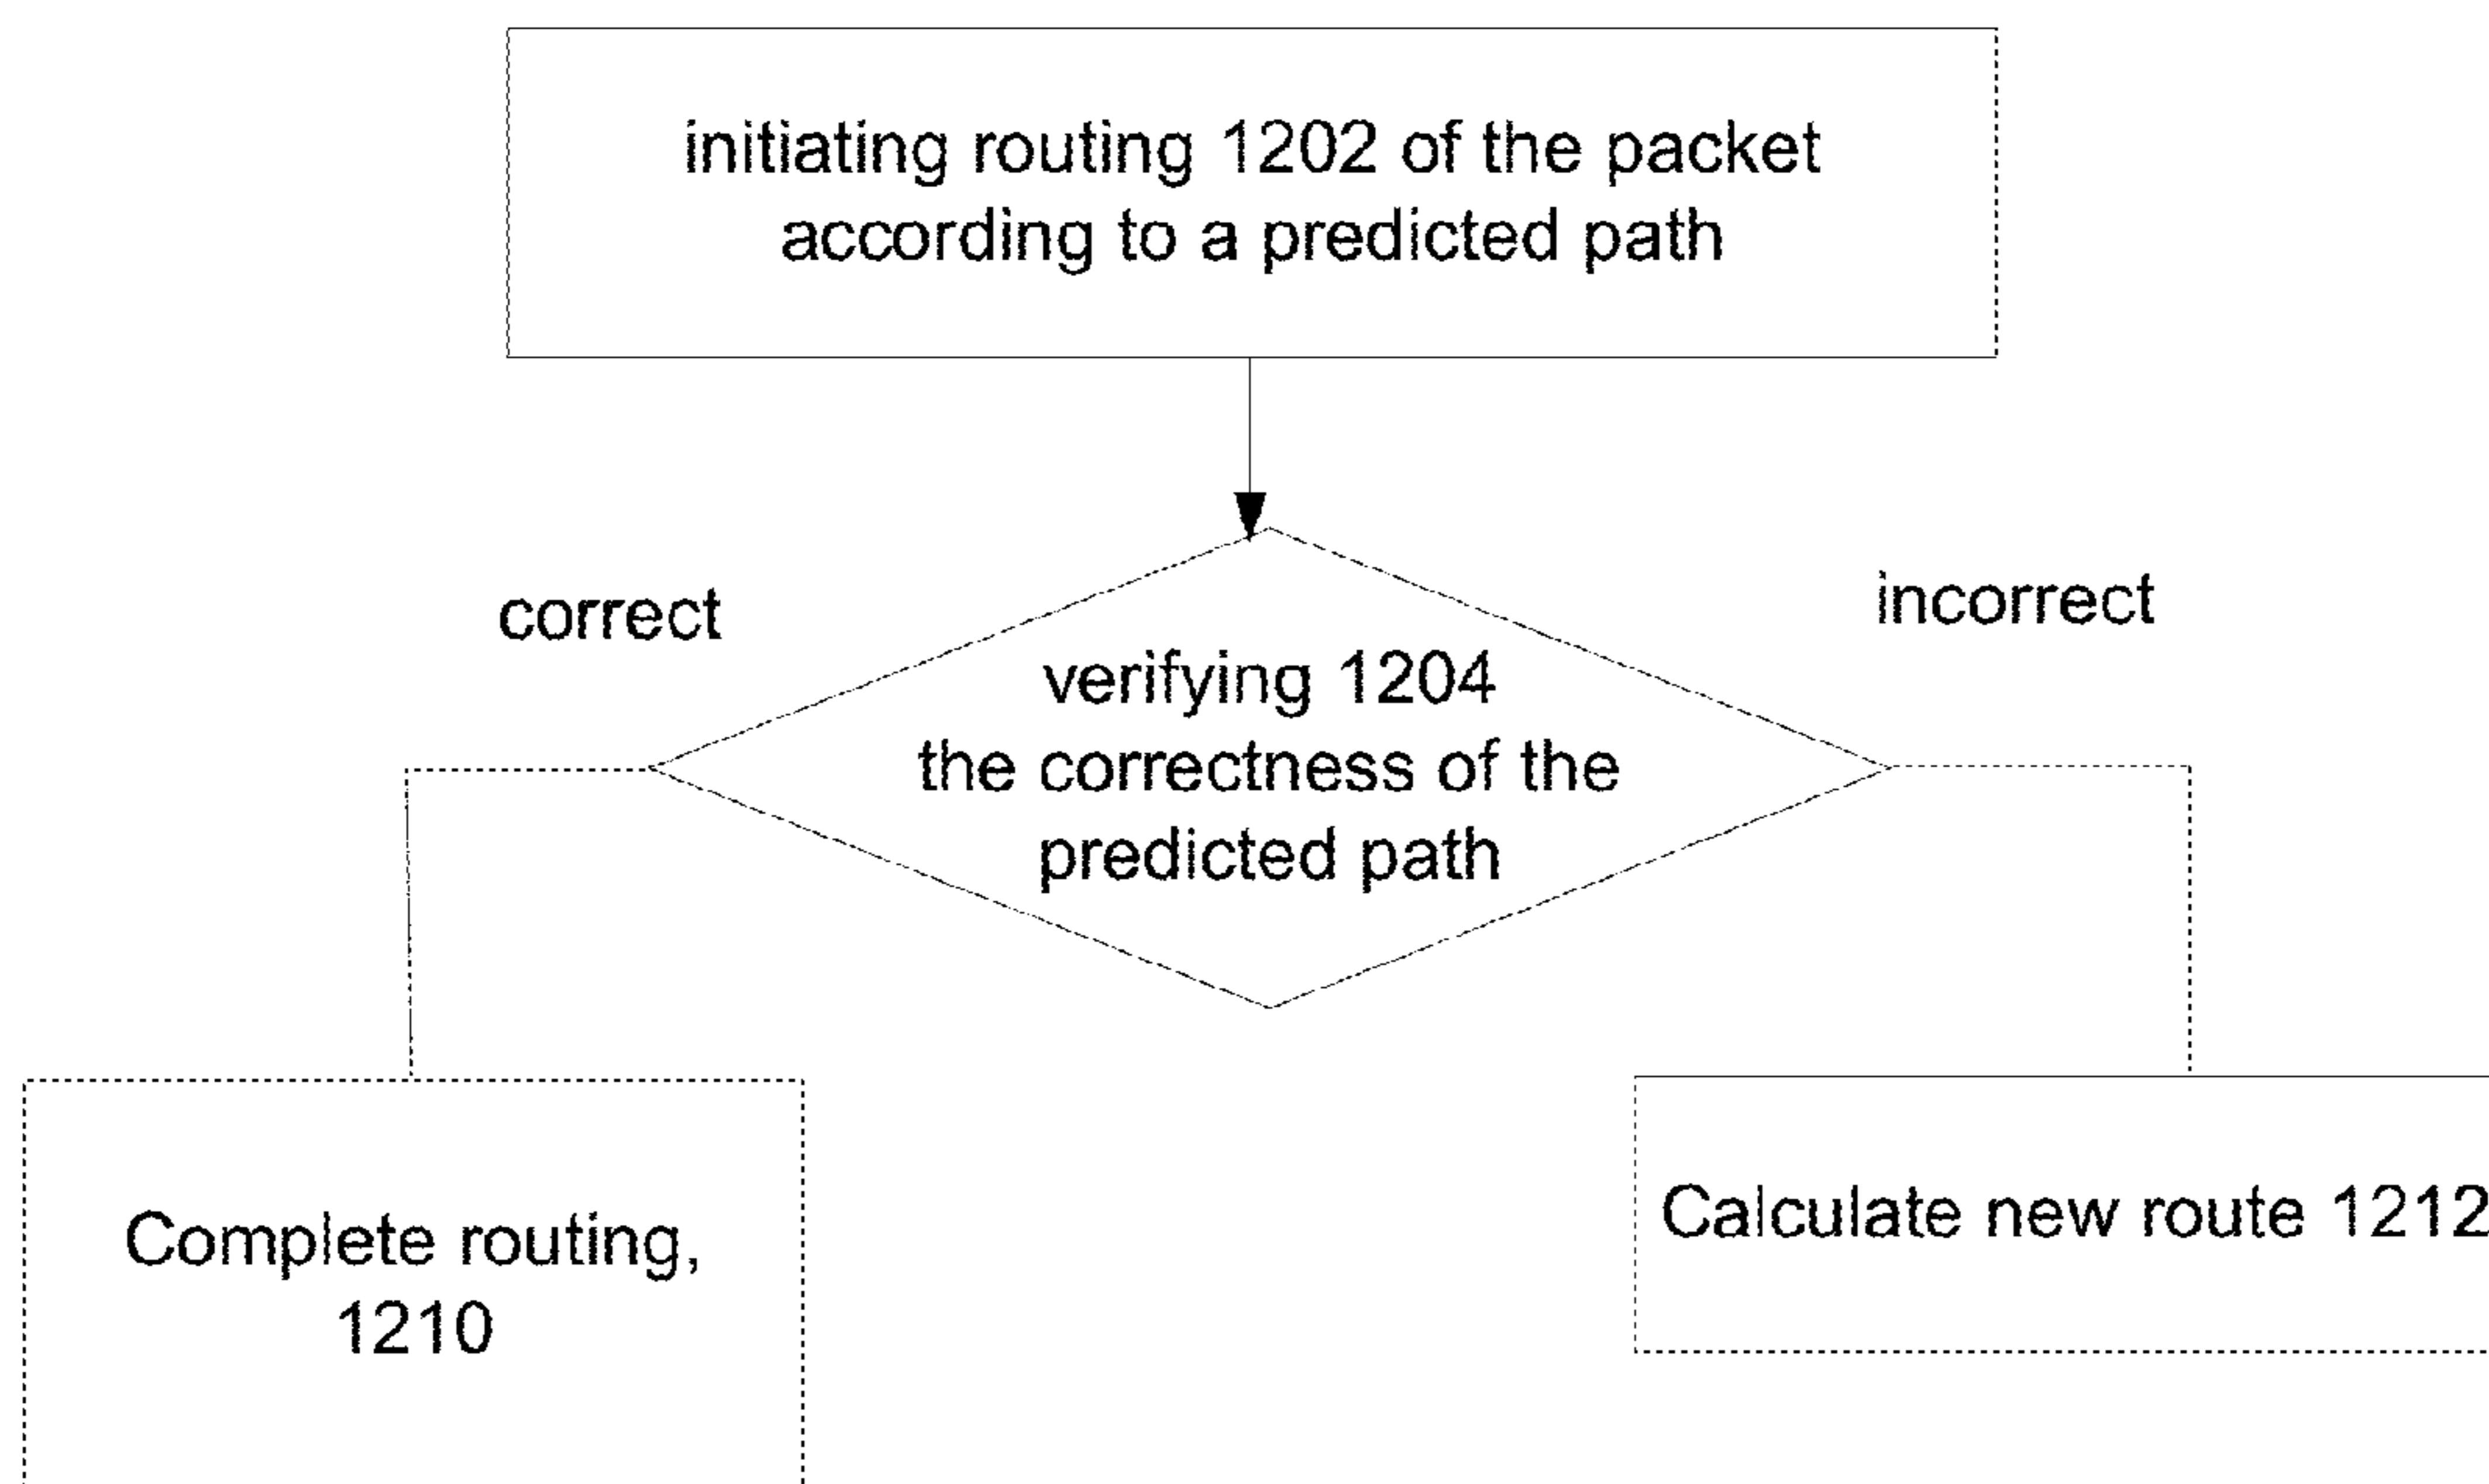 initiating routing 1202 of the packet
according to a predicted path
correct
incorrect
verifying 1204
the correctness of the
predicted path
Complete routing,
1210
Calculate new route 1212